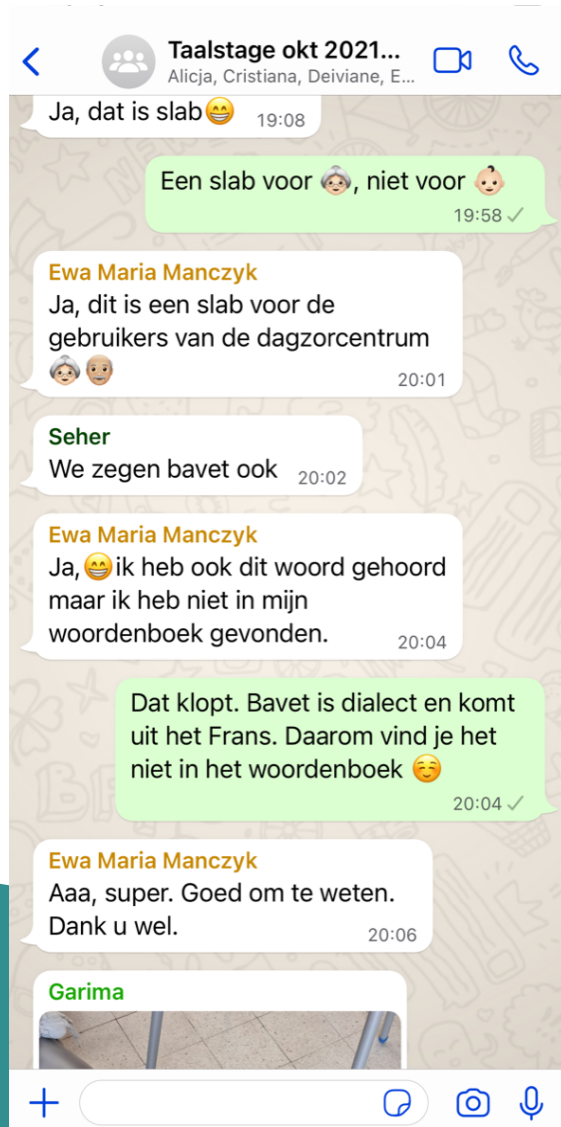 Taalstage okt 2021...
Alicja, Cristiana, Deiviane, E...
Ja, dat is slab😁 19:08
Een slab voor 👵🏻, niet voor 👶🏻
19:58
Ewa Maria Manczyk
Ja, dit is een slab voor de
gebruikers van de dagzorcentrum
👵🏼👴🏼 20:01
Seher
We zegen bavet ook 20:02
Ewa Maria Manczyk
Ja,😁ik heb ook dit woord gehoord
maar ik heb niet in mijn
woordenboek gevonden. 20:04
Dat klopt. Bavet is dialect en komt
uit het Frans. Daarom vind je het
niet in het woordenboek ☺️
20:04
Ewa Maria Manczyk
Aaa, super. Goed om te weten.
Dank u wel. 20:06
Garima